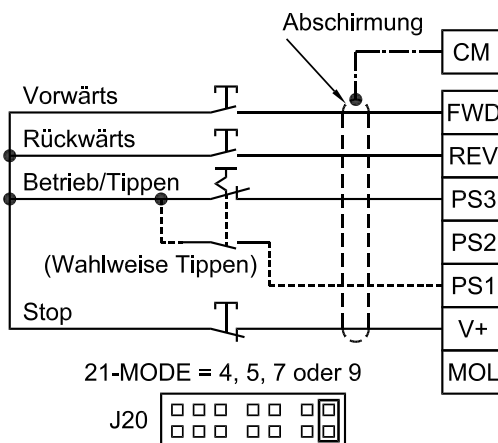 Abschirmung
CM
Vorwärts
FWD
Rückwärts
REV
Betrieb/Tippen
PS3
PS2
(Wahlweise Tippen)
PS1
Stop
V+
21-MODE = 4, 5, 7 oder 9
MOL
J20